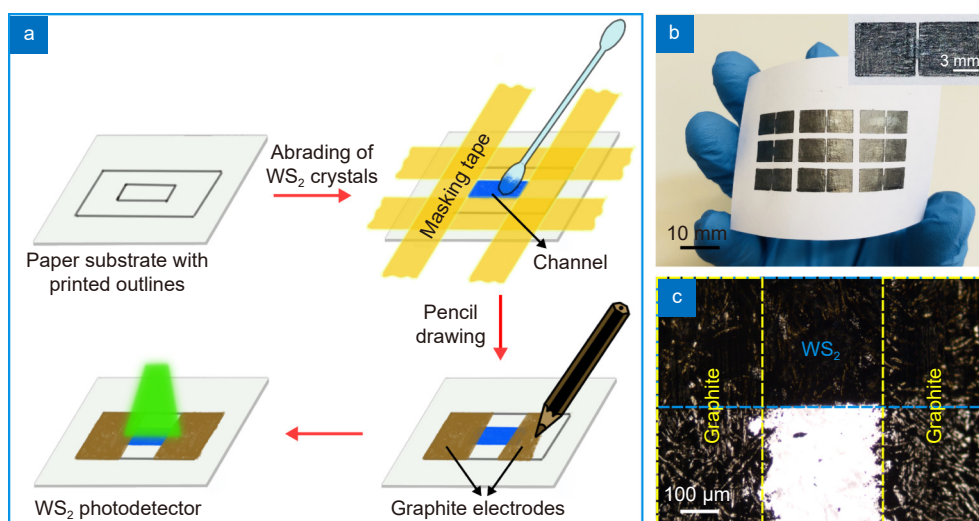 a
Abrading of
WS₂ crystals
Masking tape
Channel
Paper substrate with
printed outlines
Pencil
drawing
WS₂ photodetector
Graphite electrodes
b
3 mm
10 mm
c
WS₂
Graphite
Graphite
100 μm